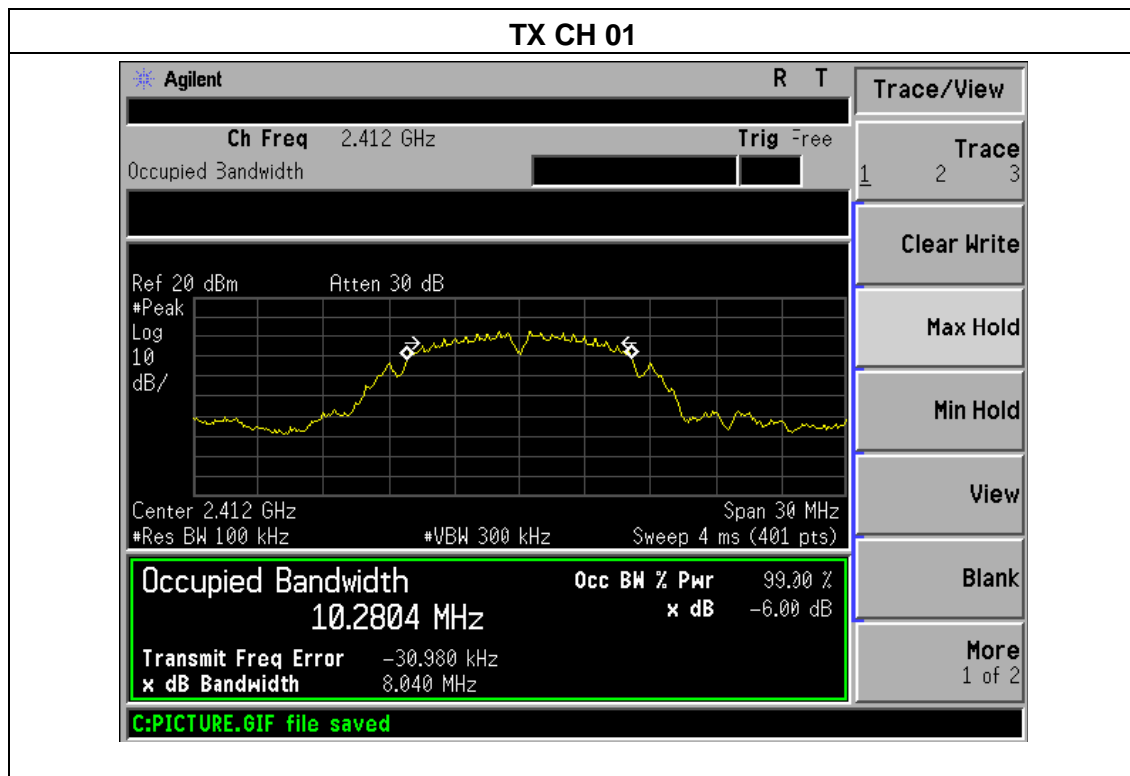 TX CH 01
Agilent R T
Ch Freq 2.412 GHz Trig Free
Occupied Bandwidth
Ref 20 dBm Atten 30 dB
#Peak
Log
10
dB/
Center 2.412 GHz Span 30 MHz
#Res BW 100 kHz #VBW 300 kHz Sweep 4 ms (401 pts)
Occupied Bandwidth Occ BW % Pwr 99.00 %
10.2804 MHz x dB -6.00 dB
Transmit Freq Error -30.980 kHz
x dB Bandwidth 8.040 MHz
C:PICTURE.GIF file saved
Trace/View
Trace
1 2 3
Clear Write
Max Hold
Min Hold
View
Blank
More
1 of 2